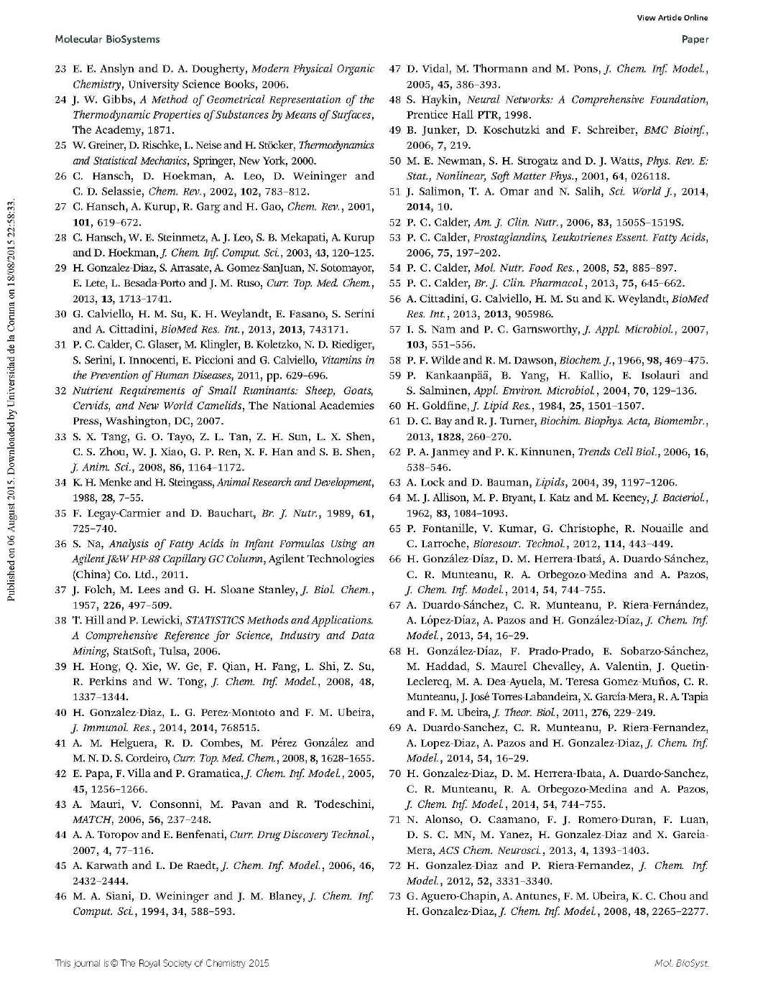 View Article Online
Molecular BioSystems
Paper
23 E. E. Anslyn and D. A. Dougherty, Modern Physical Organic
Chemistry, University Science Books, 2006.
24 J. W. Gibbs, A Method of Geometrical Representation of the
Thermodynamic Properties of Substances by Means of Surfaces,
The Academy, 1871.
25 W. Greiner, D. Rischke, L. Neise and H. Stöcker, Thermodynamics
and Statistical Mechanics, Springer, New York, 2000.
26 C. Hansch, D. Hoekman, A. Leo, D. Weininger and
C. D. Selassie, Chem. Rev., 2002, 102, 783–812.
27 C. Hansch, A. Kurup, R. Garg and H. Gao, Chem. Rev., 2001,
101, 619–672.
28 C. Hansch, W. E. Steinmetz, A. J. Leo, S. B. Mekapati, A. Kurup
and D. Hoekman, J. Chem. Inf. Comput. Sci., 2003, 43, 120–125.
29 H. Gonzalez-Diaz, S. Arrasate, A. Gomez-SanJuan, N. Sotomayor,
E. Lete, L. Besada-Porto and J. M. Ruso, Curr. Top. Med. Chem.,
2013, 13, 1713–1741.
30 G. Calviello, H. M. Su, K. H. Weylandt, E. Fasano, S. Serini
and A. Cittadini, BioMed Res. Int., 2013, 2013, 743171.
31 P. C. Calder, C. Glaser, M. Klingler, B. Koletzko, N. D. Riediger,
S. Serini, I. Innocenti, E. Piccioni and G. Calviello, Vitamins in
the Prevention of Human Diseases, 2011, pp. 629–696.
32 Nutrient Requirements of Small Ruminants: Sheep, Goats,
Cervids, and New World Camelids, The National Academies
Press, Washington, DC, 2007.
33 S. X. Tang, G. O. Tayo, Z. L. Tan, Z. H. Sun, L. X. Shen,
C. S. Zhou, W. J. Xiao, G. P. Ren, X. F. Han and S. B. Shen,
J. Anim. Sci., 2008, 86, 1164–1172.
34 K. H. Menke and H. Steingass, Animal Research and Development,
1988, 28, 7–55.
35 F. Legay-Carmier and D. Bauchart, Br. J. Nutr., 1989, 61,
725–740.
36 S. Na, Analysis of Fatty Acids in Infant Formulas Using an
Agilent J&W HP-88 Capillary GC Column, Agilent Technologies
(China) Co. Ltd., 2011.
37 J. Folch, M. Lees and G. H. Sloane Stanley, J. Biol. Chem.,
1957, 226, 497–509.
38 T. Hill and P. Lewicki, STATISTICS Methods and Applications.
A Comprehensive Reference for Science, Industry and Data
Mining, StatSoft, Tulsa, 2006.
39 H. Hong, Q. Xie, W. Ge, F. Qian, H. Fang, L. Shi, Z. Su,
R. Perkins and W. Tong, J. Chem. Inf. Model., 2008, 48,
1337–1344.
40 H. Gonzalez-Diaz, L. G. Perez-Montoto and F. M. Ubeira,
J. Immunol. Res., 2014, 2014, 768515.
41 A. M. Helguera, R. D. Combes, M. Pérez González and
M. N. D. S. Cordeiro, Curr. Top. Med. Chem., 2008, 8, 1628–1655.
42 E. Papa, F. Villa and P. Gramatica, J. Chem. Inf. Model., 2005,
45, 1256–1266.
43 A. Mauri, V. Consonni, M. Pavan and R. Todeschini,
MATCH, 2006, 56, 237–248.
44 A. A. Toropov and E. Benfenati, Curr. Drug Discovery Technol.,
2007, 4, 77–116.
45 A. Karwath and L. De Raedt, J. Chem. Inf. Model., 2006, 46,
2432–2444.
46 M. A. Siani, D. Weininger and J. M. Blaney, J. Chem. Inf.
Comput. Sci., 1994, 34, 588–593.
47 D. Vidal, M. Thormann and M. Pons, J. Chem. Inf. Model.,
2005, 45, 386–393.
48 S. Haykin, Neural Networks: A Comprehensive Foundation,
Prentice Hall PTR, 1998.
49 B. Junker, D. Koschutzki and F. Schreiber, BMC Bioinf.,
2006, 7, 219.
50 M. E. Newman, S. H. Strogatz and D. J. Watts, Phys. Rev. E:
Stat., Nonlinear, Soft Matter Phys., 2001, 64, 026118.
51 J. Salimon, T. A. Omar and N. Salih, Sci. World J., 2014,
2014, 10.
52 P. C. Calder, Am. J. Clin. Nutr., 2006, 83, 1505S–1519S.
53 P. C. Calder, Prostaglandins, Leukotrienes Essent. Fatty Acids,
2006, 75, 197–202.
54 P. C. Calder, Mol. Nutr. Food Res., 2008, 52, 885–897.
55 P. C. Calder, Br. J. Clin. Pharmacol., 2013, 75, 645–662.
56 A. Cittadini, G. Calviello, H. M. Su and K. Weylandt, BioMed
Res. Int., 2013, 2013, 905986.
57 I. S. Nam and P. C. Garnsworthy, J. Appl. Microbiol., 2007,
103, 551–556.
58 P. F. Wilde and R. M. Dawson, Biochem. J., 1966, 98, 469–475.
59 P. Kankaanpää, B. Yang, H. Kallio, E. Isolauri and
S. Salminen, Appl. Environ. Microbiol., 2004, 70, 129–136.
60 H. Goldfine, J. Lipid Res., 1984, 25, 1501–1507.
61 D. C. Bay and R. J. Turner, Biochim. Biophys. Acta, Biomembr.,
2013, 1828, 260–270.
62 P. A. Janmey and P. K. Kinnunen, Trends Cell Biol., 2006, 16,
538–546.
63 A. Lock and D. Bauman, Lipids, 2004, 39, 1197–1206.
64 M. J. Allison, M. P. Bryant, I. Katz and M. Keeney, J. Bacteriol.,
1962, 83, 1084–1093.
65 P. Fontanille, V. Kumar, G. Christophe, R. Nouaille and
C. Larroche, Bioresour. Technol., 2012, 114, 443–449.
66 H. González-Díaz, D. M. Herrera-Ibatá, A. Duardo-Sánchez,
C. R. Munteanu, R. A. Orbegozo-Medina and A. Pazos,
J. Chem. Inf. Model., 2014, 54, 744–755.
67 A. Duardo-Sánchez, C. R. Munteanu, P. Riera-Fernández,
A. López-Díaz, A. Pazos and H. González-Díaz, J. Chem. Inf.
Model., 2013, 54, 16–29.
68 H. González-Díaz, F. Prado-Prado, E. Sobarzo-Sánchez,
M. Haddad, S. Maurel Chevalley, A. Valentin, J. Quetin-
Leclercq, M. A. Dea-Ayuela, M. Teresa Gomez-Muños, C. R.
Munteanu, J. José Torres-Labandeira, X. García-Mera, R. A. Tapia
and F. M. Ubeira, J. Theor. Biol., 2011, 276, 229–249.
69 A. Duardo-Sanchez, C. R. Munteanu, P. Riera-Fernandez,
A. Lopez-Diaz, A. Pazos and H. Gonzalez-Diaz, J. Chem. Inf.
Model., 2014, 54, 16–29.
70 H. Gonzalez-Diaz, D. M. Herrera-Ibata, A. Duardo-Sanchez,
C. R. Munteanu, R. A. Orbegozo-Medina and A. Pazos,
J. Chem. Inf. Model., 2014, 54, 744–755.
71 N. Alonso, O. Caamano, F. J. Romero-Duran, F. Luan,
D. S. C. MN, M. Yanez, H. Gonzalez-Diaz and X. Garcia-
Mera, ACS Chem. Neurosci., 2013, 4, 1393–1403.
72 H. Gonzalez-Diaz and P. Riera-Fernandez, J. Chem. Inf.
Model., 2012, 52, 3331–3340.
73 G. Aguero-Chapin, A. Antunes, F. M. Ubeira, K. C. Chou and
H. Gonzalez-Diaz, J. Chem. Inf. Model., 2008, 48, 2265–2277.
Published on 06 August 2015. Downloaded by Universidad de la Coruna on 18/08/2015 22:58:33.
This journal is © The Royal Society of Chemistry 2015
Mol. BioSyst.